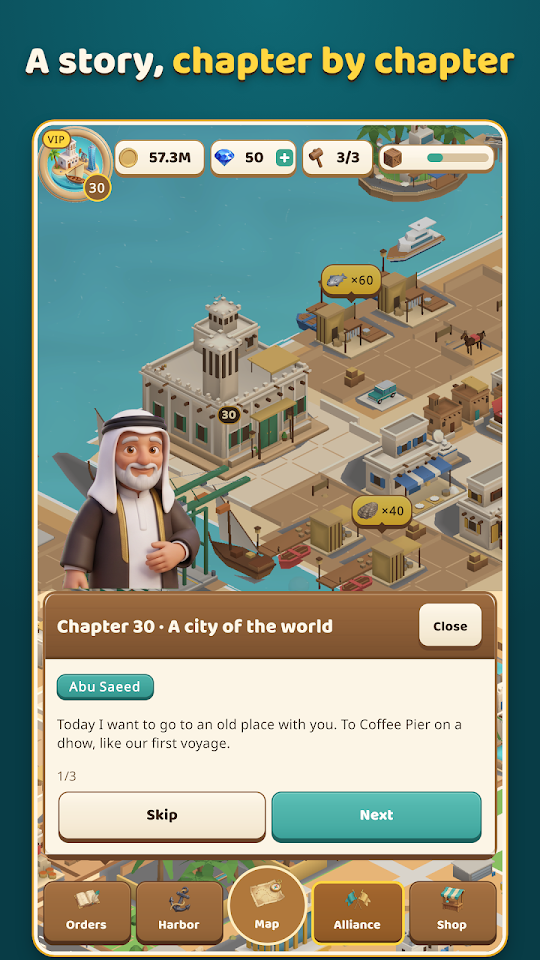 A story, chapter by chapter
VIP
30
57.3M
50
3/3
×60
30
×40
Chapter 30 · A city of the world
Close
Abu Saeed
Today I want to go to an old place with you. To Coffee Pier on a
dhow, like our first voyage.
1/3
Skip
Next
Orders
Harbor
Map
Alliance
Shop